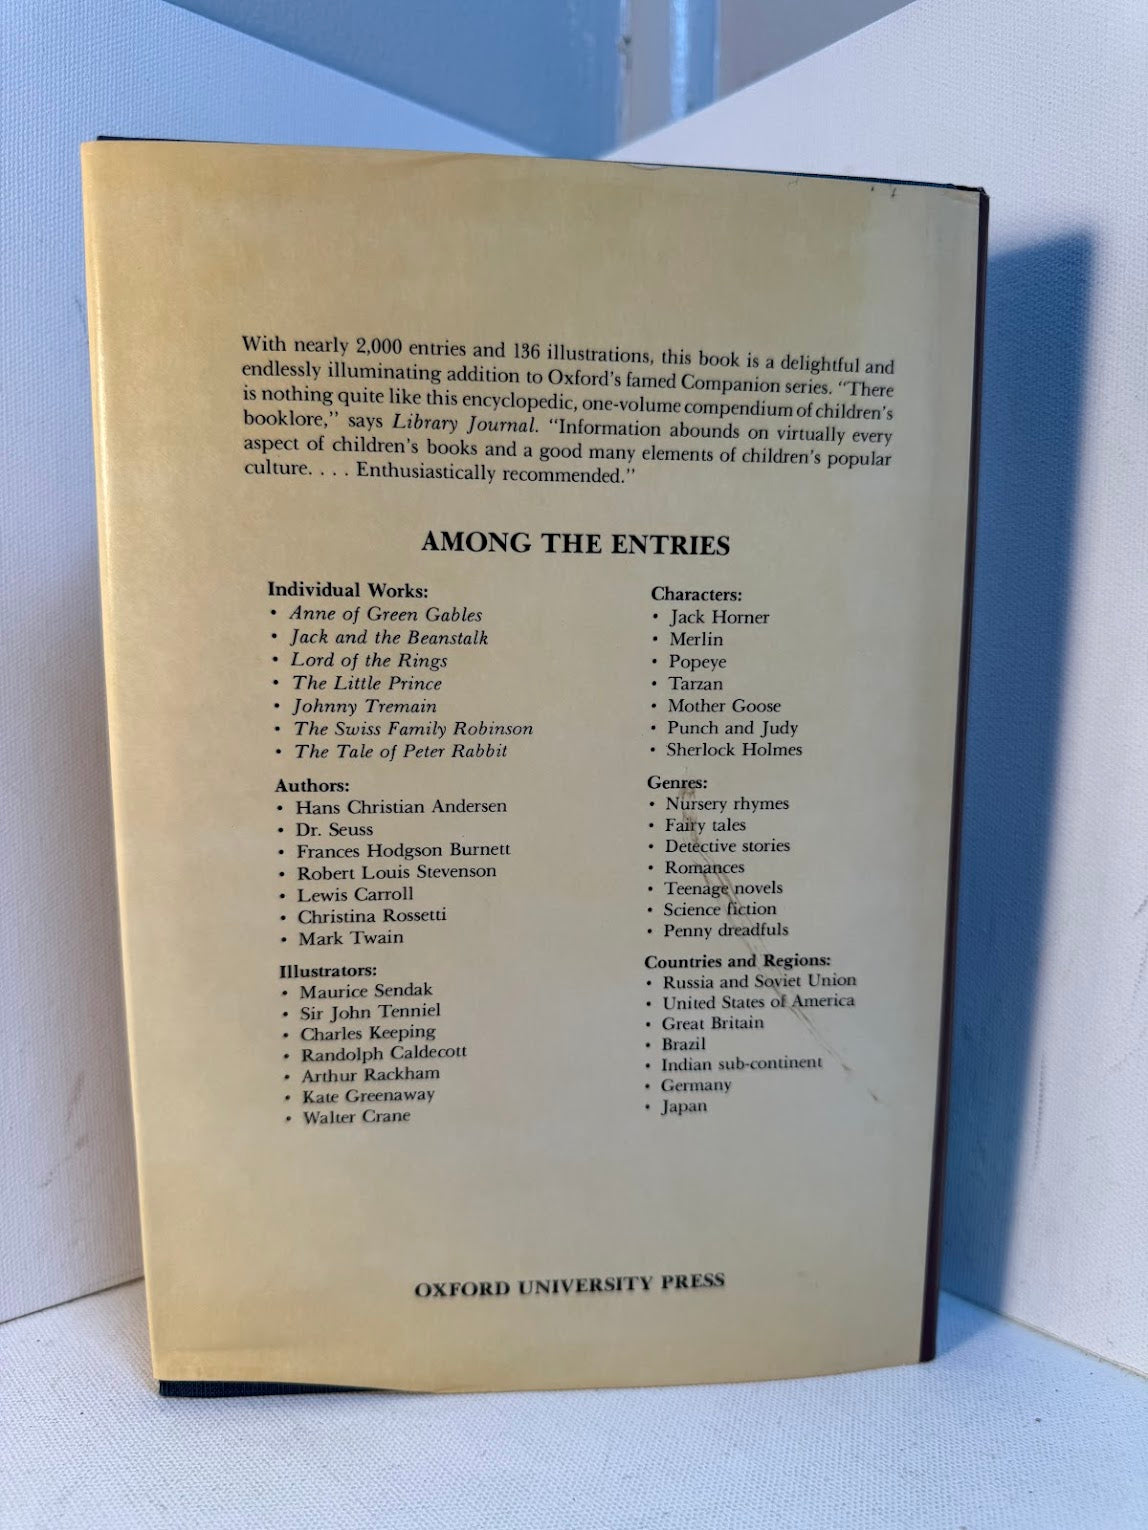 With nearly 2,000 entries and 136 illustrations, this book is a delightful and
endlessly illuminating addition to Oxford's famed Companion series. "There
is nothing quite like this encyclopedic, one-volume compendium of children's
booklore," says Library Journal. "Information abounds on virtually every
aspect of children's books and a good many elements of children's popular
culture. . . . Enthusiastically recommended."
AMONG THE ENTRIES
Individual Works:
• Anne of Green Gables
• Jack and the Beanstalk
• Lord of the Rings
• The Little Prince
• Johnny Tremain
• The Swiss Family Robinson
• The Tale of Peter Rabbit
Authors:
• Hans Christian Andersen
• Dr. Seuss
• Frances Hodgson Burnett
• Robert Louis Stevenson
• Lewis Carroll
• Christina Rossetti
• Mark Twain
Illustrators:
• Maurice Sendak
• Sir John Tenniel
• Charles Keeping
• Randolph Caldecott
• Arthur Rackham
• Kate Greenaway
• Walter Crane
Characters:
• Jack Horner
• Merlin
• Popeye
• Tarzan
• Mother Goose
• Punch and Judy
• Sherlock Holmes
Genres:
• Nursery rhymes
• Fairy tales
• Detective stories
• Romances
• Teenage novels
• Science fiction
• Penny dreadfuls
Countries and Regions:
• Russia and Soviet Union
• United States of America
• Great Britain
• Brazil
• Indian sub-continent
• Germany
• Japan
OXFORD UNIVERSITY PRESS